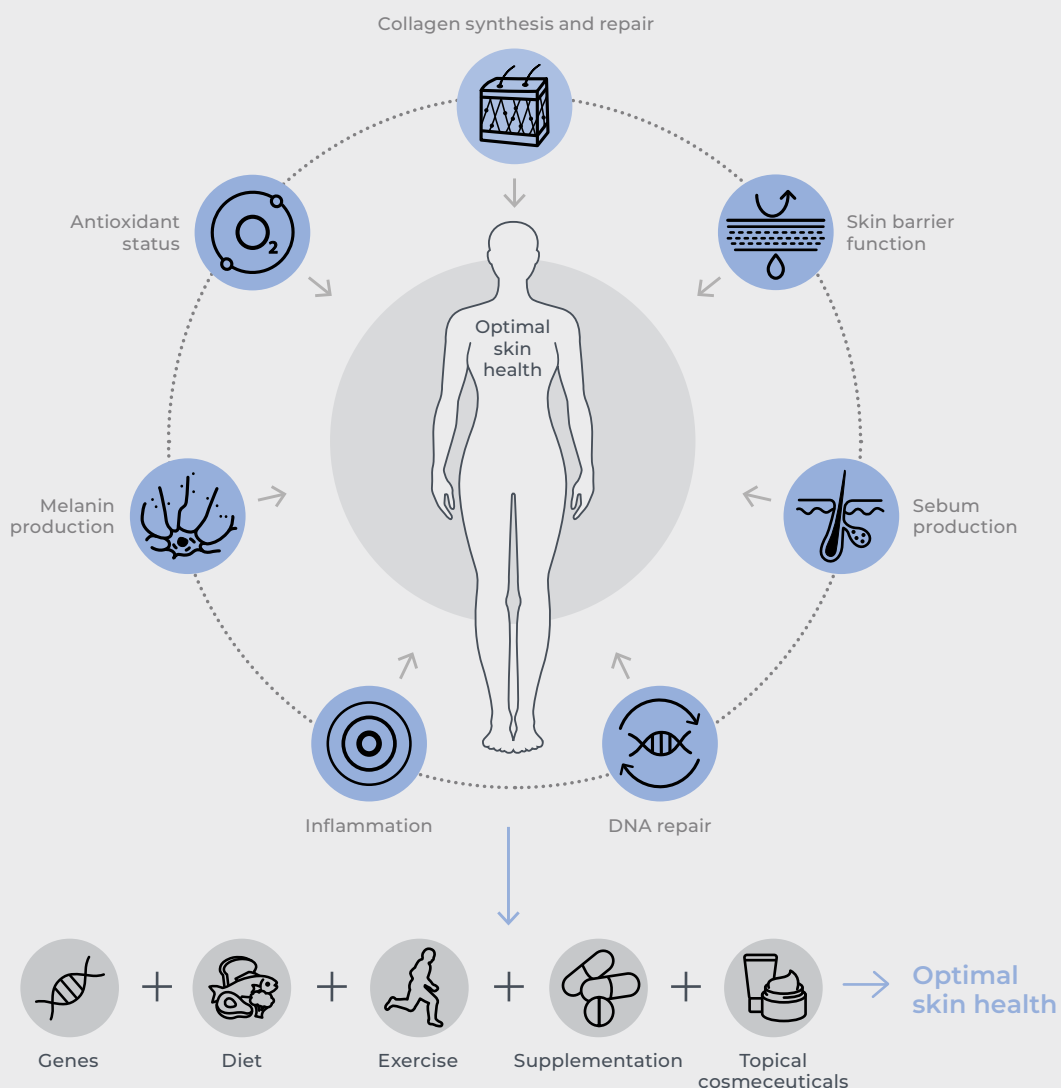 Collagen synthesis and repair
Antioxidant
status
Skin barrier
function
Optimal
skin
health
Melanin
production
Sebum
production
Inflammation
DNA repair
Genes
Diet
Exercise
Supplementation
Topical
cosmeceuticals
Optimal
skin health
O2